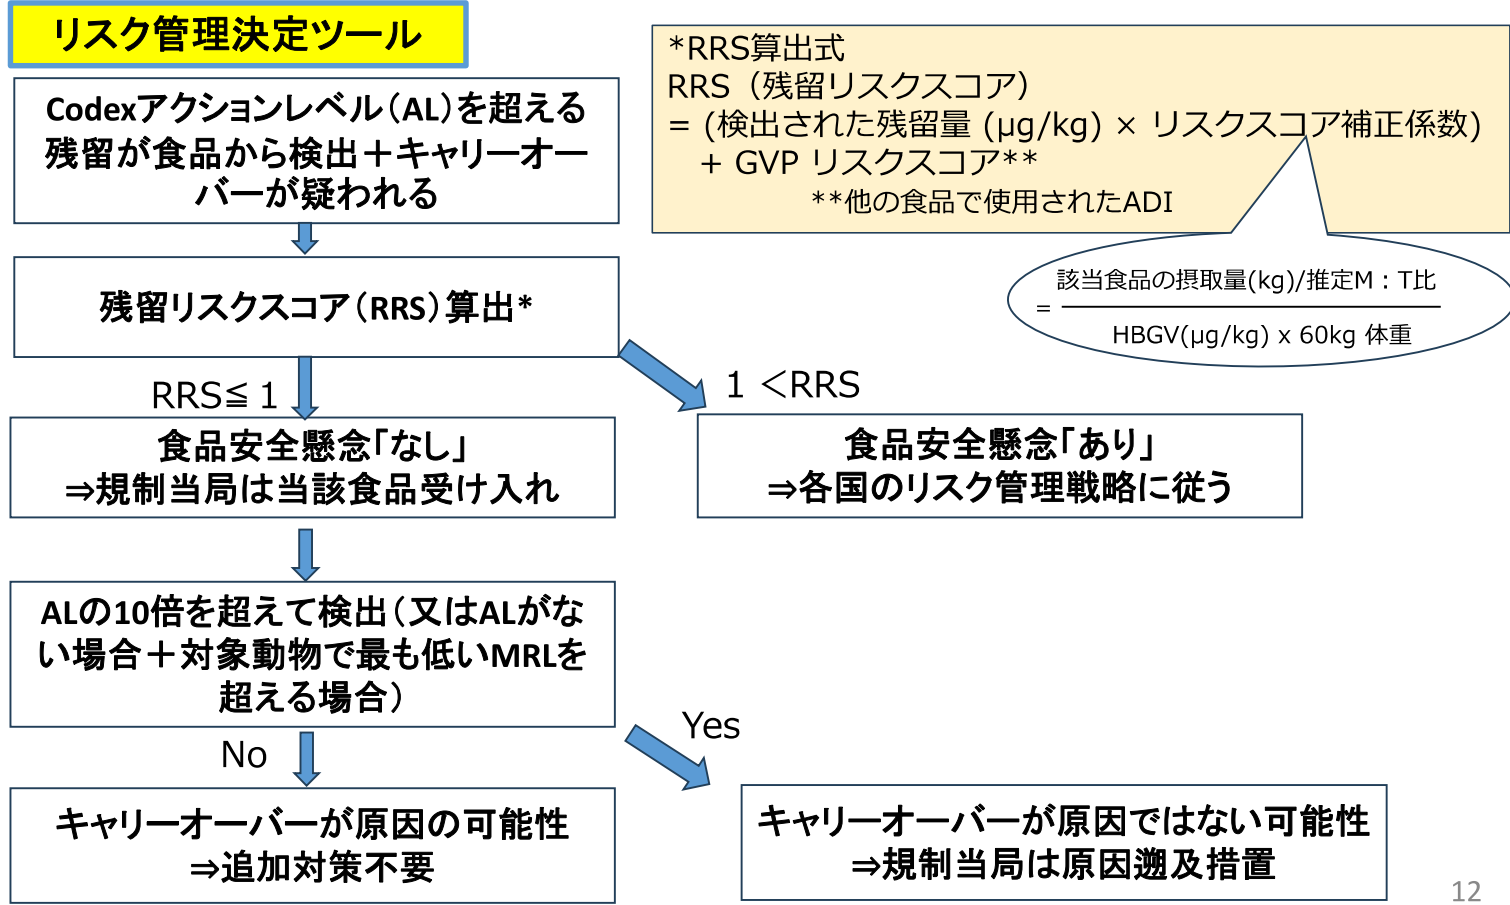 リスク管理決定ツール
Codexアクションレベル（AL）を超える
残留が食品から検出＋キャリーオー
バーが疑われる
*RRS算出式
RRS（残留リスクスコア）
= (検出された残留量 (μg/kg) × リスクスコア補正係数)
+ GVP リスクスコア**
**他の食品で使用されたADI
該当食品の摂取量(kg)/推定M：T比
=
HBGV(μg/kg) x 60kg 体重
残留リスクスコア（RRS）算出*
RRS≦１
１＜RRS
食品安全懸念「なし」
⇒規制当局は当該食品受け入れ
食品安全懸念「あり」
⇒各国のリスク管理戦略に従う
ALの10倍を超えて検出（又はALがな
い場合＋対象動物で最も低いMRLを
超える場合）
No
Yes
キャリーオーバーが原因の可能性
⇒追加対策不要
キャリーオーバーが原因ではない可能性
⇒規制当局は原因遡及措置
12